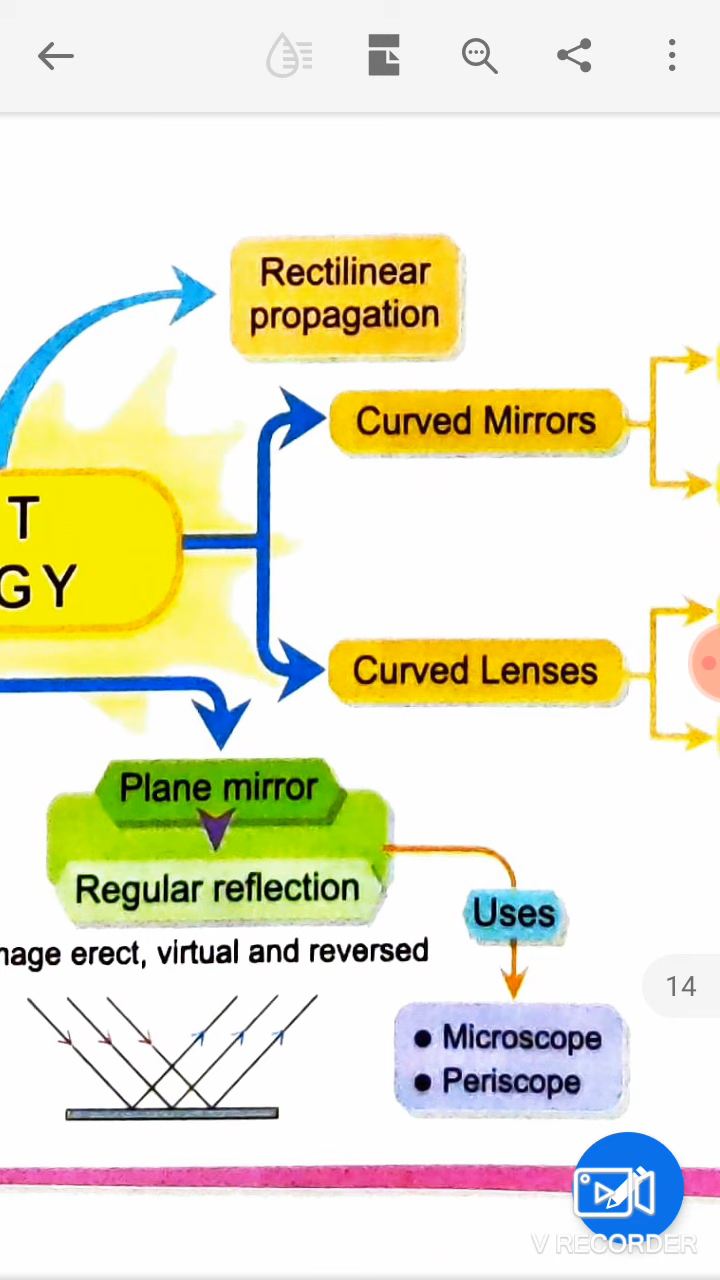 Rectilinear
propagation
Curved Mirrors
T
GY
Curved Lenses
Plane mirror
Regular reflection
mage erect, virtual and reversed
Uses
14
● Microscope
● Periscope
V RECORDER